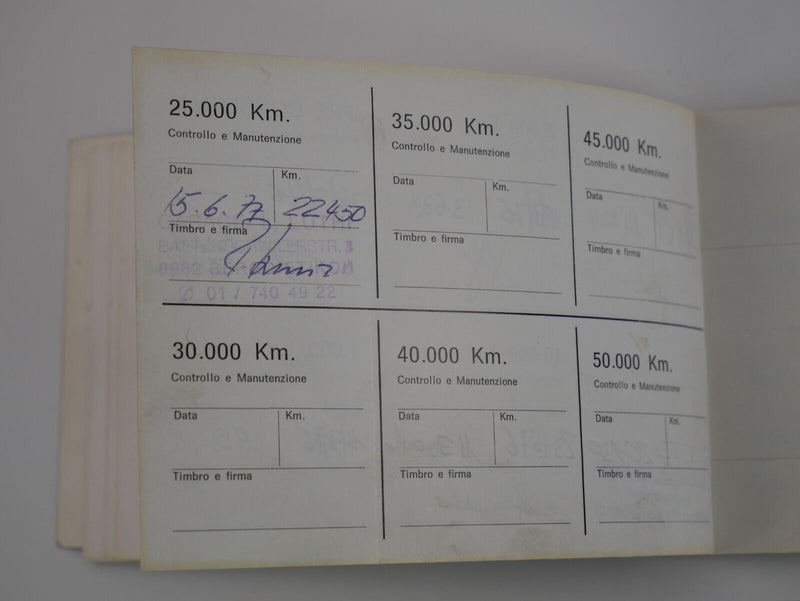 25.000 Km.
Controllo e Manutenzione
Data Km.
15.6.77 22450
Timbro e firma
01 / 740 49 22
35.000 Km.
Controllo e Manutenzione
Data Km.
Timbro e firma
45.000 Km.
Controllo e Manutenzione
Data Km.
Timbro e firma
30.000 Km.
Controllo e Manutenzione
Data Km.
Timbro e firma
40.000 Km.
Controllo e Manutenzione
Data Km.
Timbro e firma
50.000 Km.
Controllo e Manutenzione
Data Km.
Timbro e firma